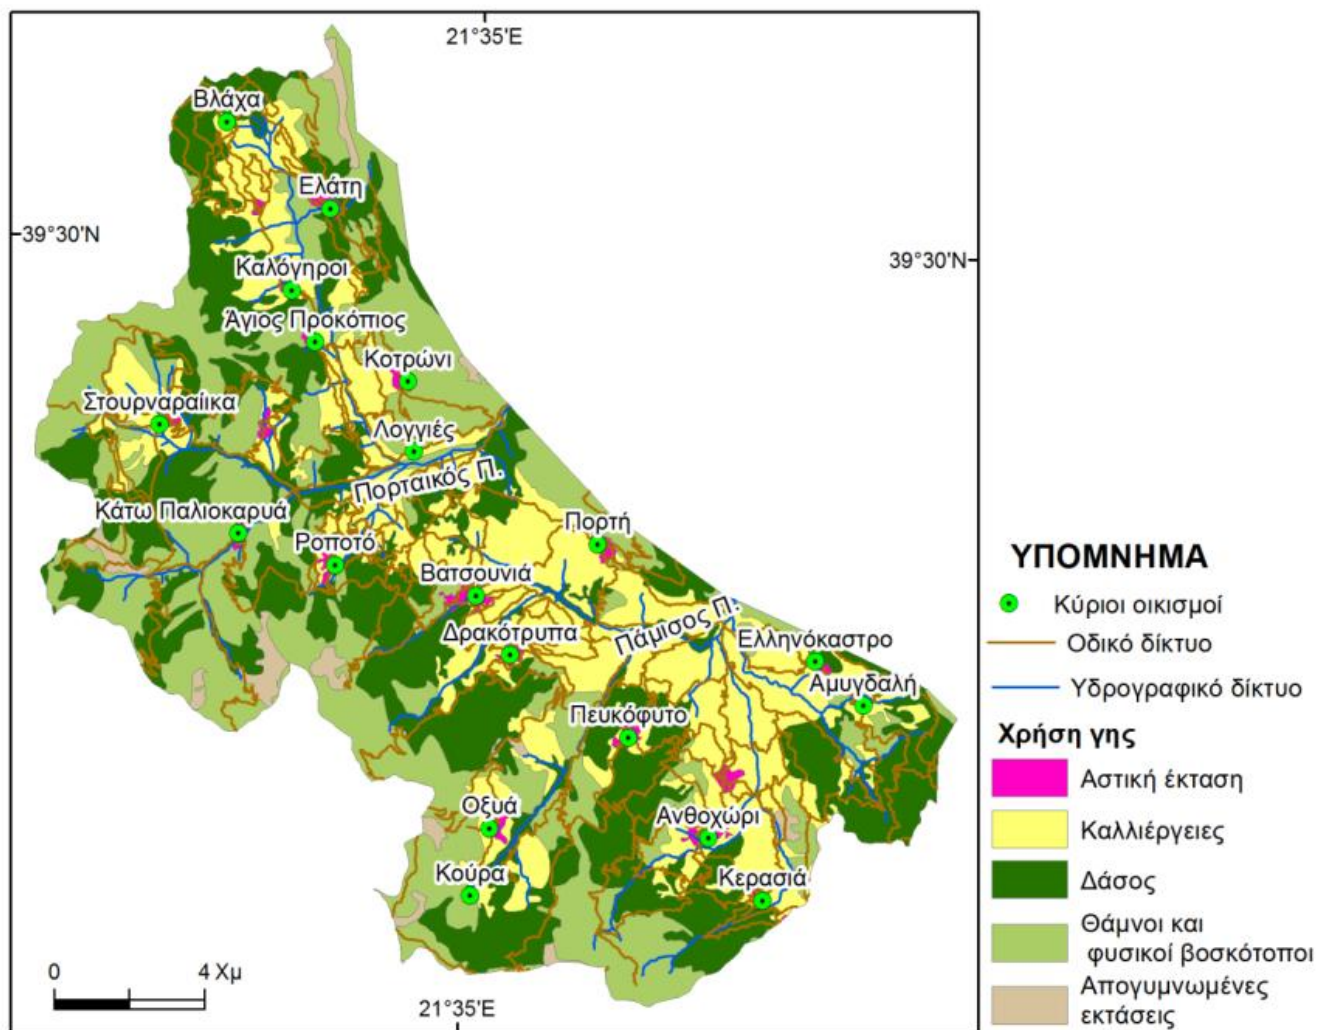 21°35'E
Βλάχα
Ελάτη
39°30'N
39°30'N
Καλόγηροι
Άγιος Προκόπιος
Κοτρώνι
Στουρναραίικα
Λογγιές
Πορταικός Π.
Κάτω Παλιοκαρυά
Ροποτό
Πορτή
Βατσουνιά
Δρακότρυπα
Πάμισος Π.
Ελληνόκαστρο
Αμυγδαλή
Πευκόφυτο
Οξυά
Ανθοχώρι
Κούρα
Κερασιά
0 4 Χμ
21°35'E
ΥΠΟΜΝΗΜΑ
Κύριοι οικισμοί
Οδικό δίκτυο
Υδρογραφικό δίκτυο
Χρήση γης
Αστική έκταση
Καλλιέργειες
Δάσος
Θάμνοι και
φυσικοί βοσκότοποι
Απογυμνωμένες
εκτάσεις